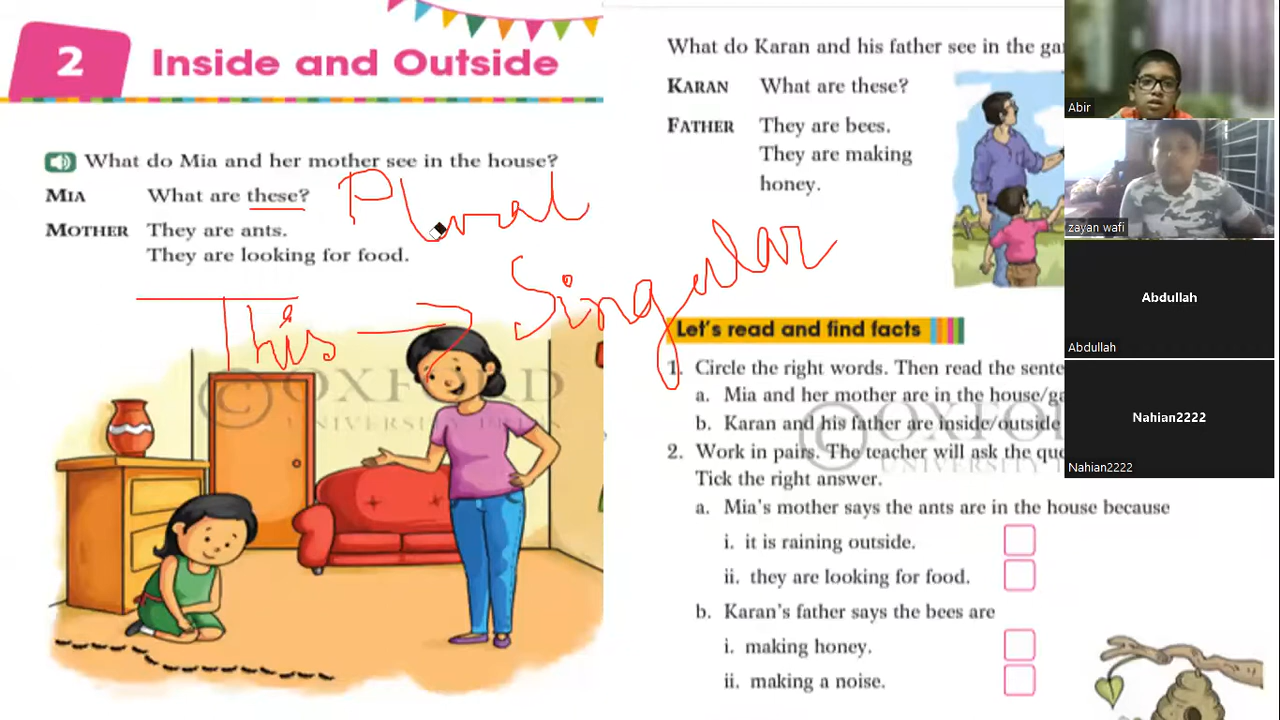 2 Inside and Outside
What do Mia and her mother see in the house?
MIA What are these?
Plural
MOTHER They are ants.
They are looking for food.
This → Singular
© OXFORD
UNIVERSITY PRESS
What do Karan and his father see in the ga
KARAN What are these?
FATHER They are bees.
They are making
honey.
Let's read and find facts
1. Circle the right words. Then read the sente
a. Mia and her mother are in the house/ga
b. Karan and his father are inside/outside
© OXFORD
UNIVERSITY PRESS
2. Work in pairs. The teacher will ask the que
Tick the right answer.
a. Mia's mother says the ants are in the house because
i. it is raining outside.
ii. they are looking for food.
b. Karan's father says the bees are
i. making honey.
ii. making a noise.
Abir
zayan wafi
Abdullah
Abdullah
Nahian2222
Nahian2222